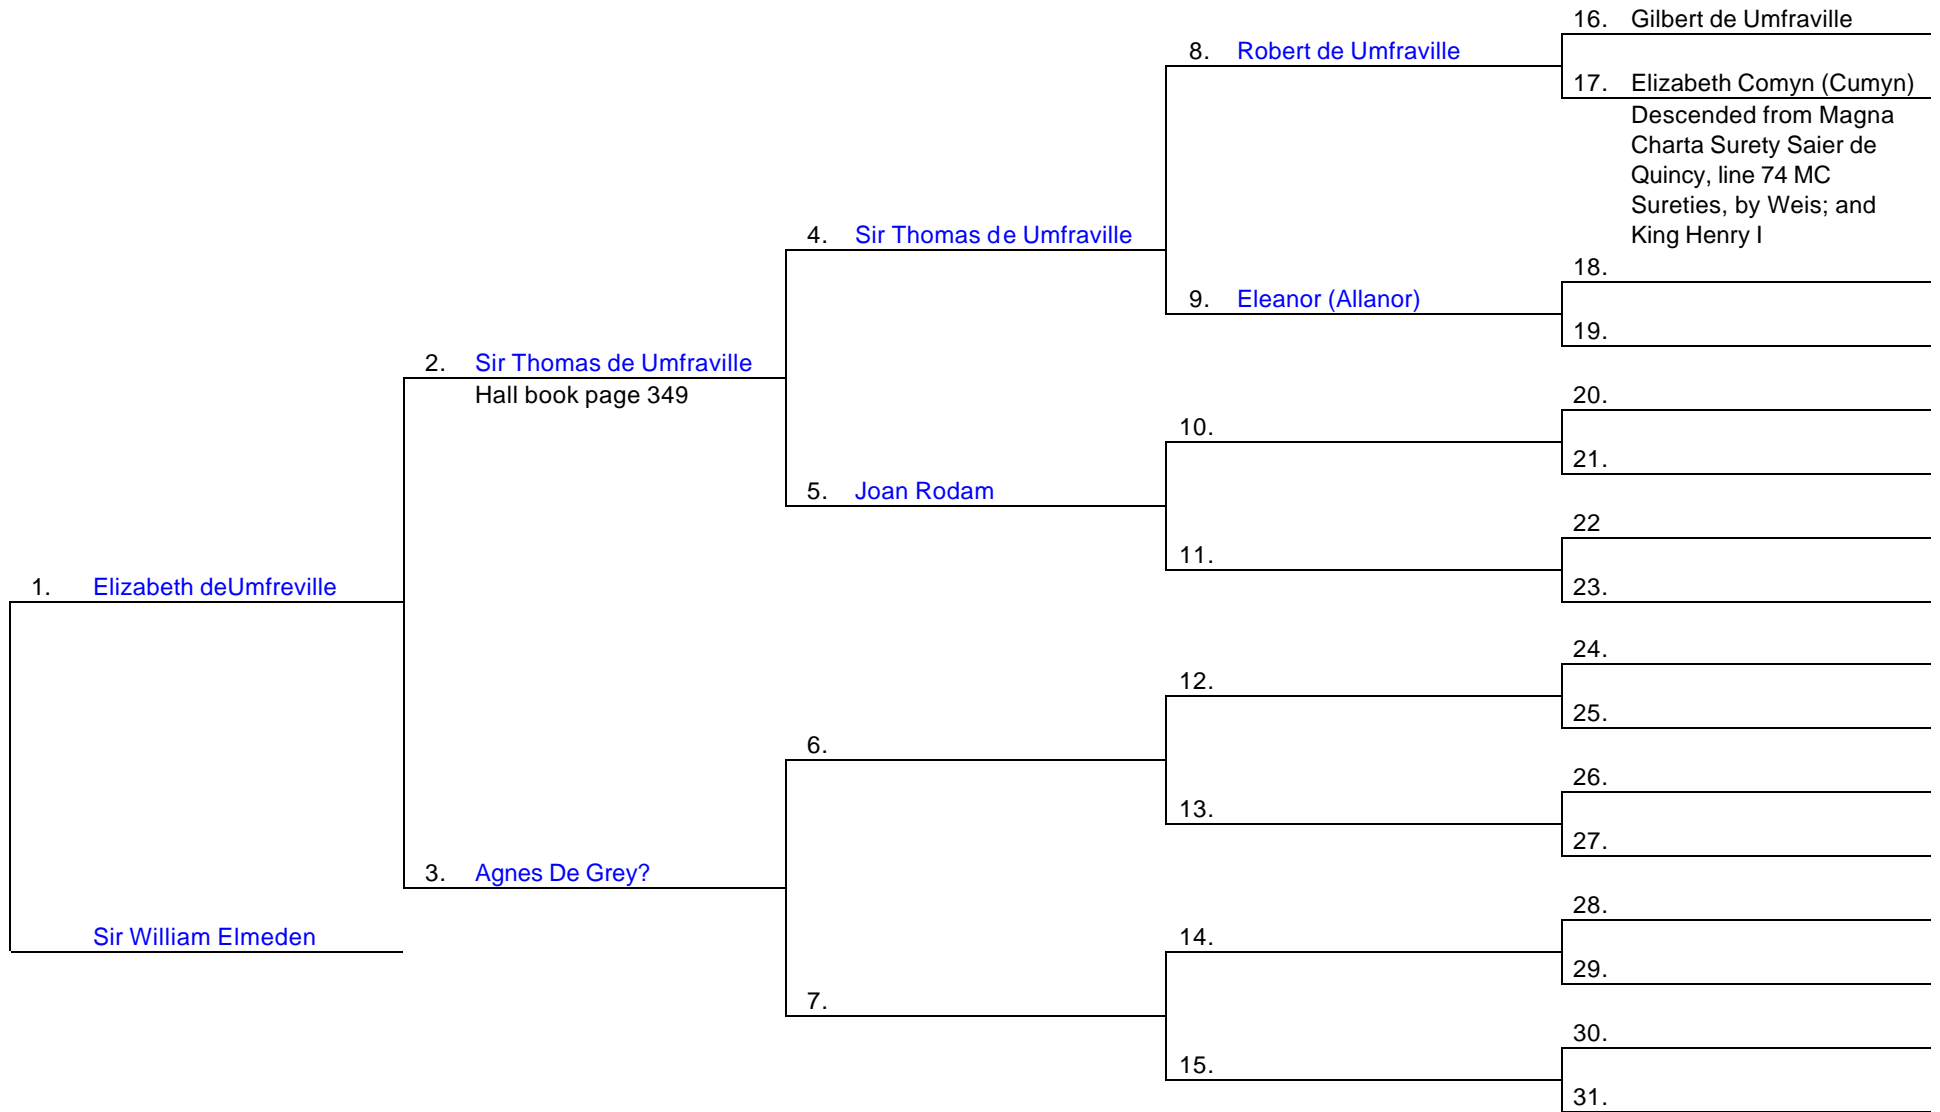 16. Gilbert de Umfraville
8. Robert de Umfraville
17. Elizabeth Comyn (Cumyn)
Descended from Magna
Charta Surety Saier de
Quincy, line 74 MC
Sureties, by Weis; and
King Henry I
4. Sir Thomas de Umfraville
18.
9. Eleanor (Allanor)
19.
2. Sir Thomas de Umfraville
Hall book page 349
20.
10.
21.
5. Joan Rodam
22
11.
23.
1. Elizabeth deUmfreville
24.
12.
25.
6.
26.
13.
27.
3. Agnes De Grey?
28.
Sir William Elmeden
14.
29.
7.
30.
15.
31.